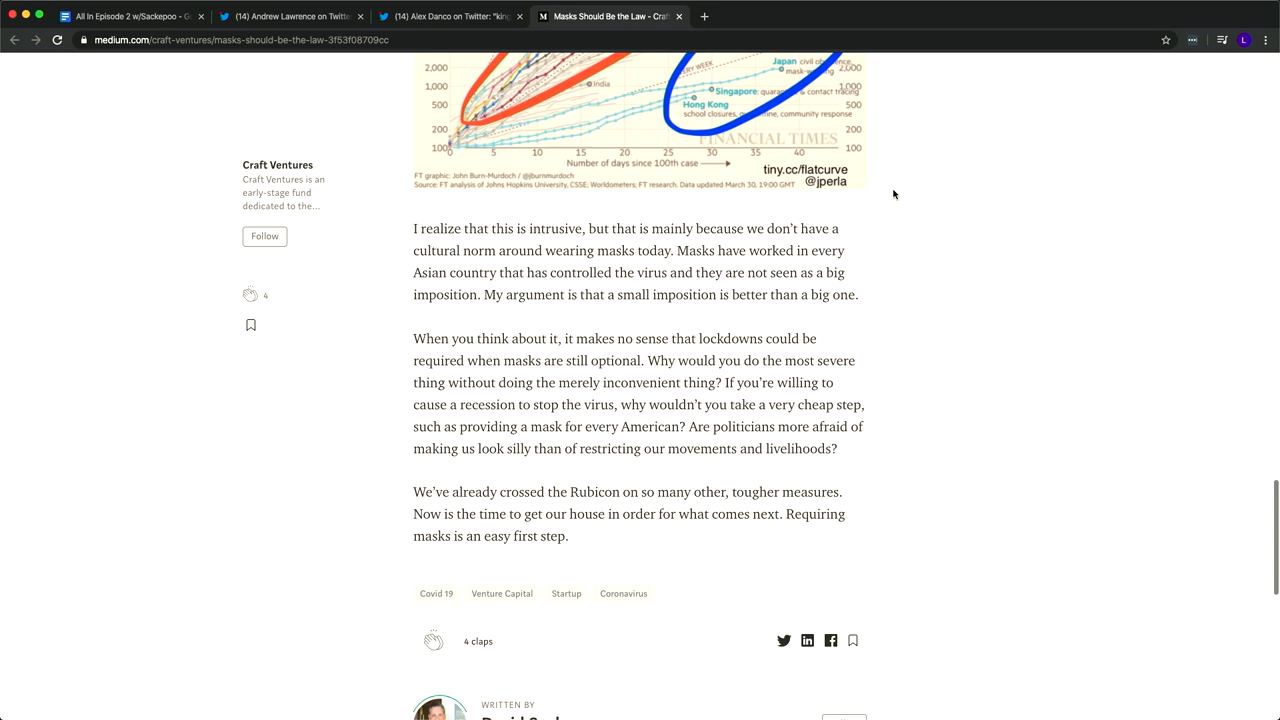 All In Episode 2 w/Sackepoo - G
(14) Andrew Lawrence on Twitte
(14) Alex Danco on Twitter: "king
Masks Should Be the Law - Craf
medium.com/craft-ventures/masks-should-be-the-law-3f53f08709cc
L
2,000
1,000
500
200
100
0 5 10 15 20 25 30 35 40
India
EVERY WEEK
Japan civil
mask-wearing
Singapore: & contact tracing
Hong Kong
school closures, community response
2,000
1,000
500
200
100
FINANCIAL TIMES
Number of days since 100th case
FT graphic: John Burn-Murdoch / @jburnmurdoch
Source: FT analysis of Johns Hopkins University, CSSE; Worldometers, FT research. Data updated March 30, 19:00 GMT
tiny.cc/flatcurve
@jperla
Craft Ventures
Craft Ventures is an
early-stage fund
dedicated to the...
Follow
4
I realize that this is intrusive, but that is mainly because we don't have a
cultural norm around wearing masks today. Masks have worked in every
Asian country that has controlled the virus and they are not seen as a big
imposition. My argument is that a small imposition is better than a big one.
When you think about it, it makes no sense that lockdowns could be
required when masks are still optional. Why would you do the most severe
thing without doing the merely inconvenient thing? If you're willing to
cause a recession to stop the virus, why wouldn't you take a very cheap step,
such as providing a mask for every American? Are politicians more afraid of
making us look silly than of restricting our movements and livelihoods?
We've already crossed the Rubicon on so many other, tougher measures.
Now is the time to get our house in order for what comes next. Requiring
masks is an easy first step.
Covid 19
Venture Capital
Startup
Coronavirus
4 claps
WRITTEN BY